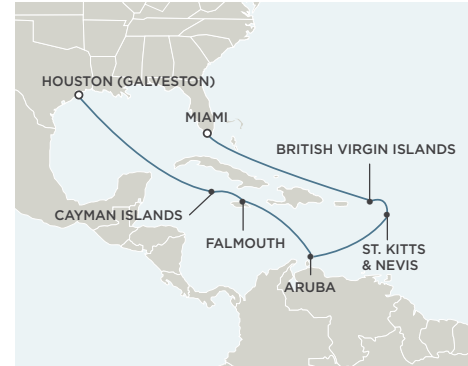 HOUSTON (GALVESTON)
MIAMI
BRITISH VIRGIN ISLANDS
CAYMAN ISLANDS
FALMOUTH
ST. KITTS
& NEVIS
ARUBA